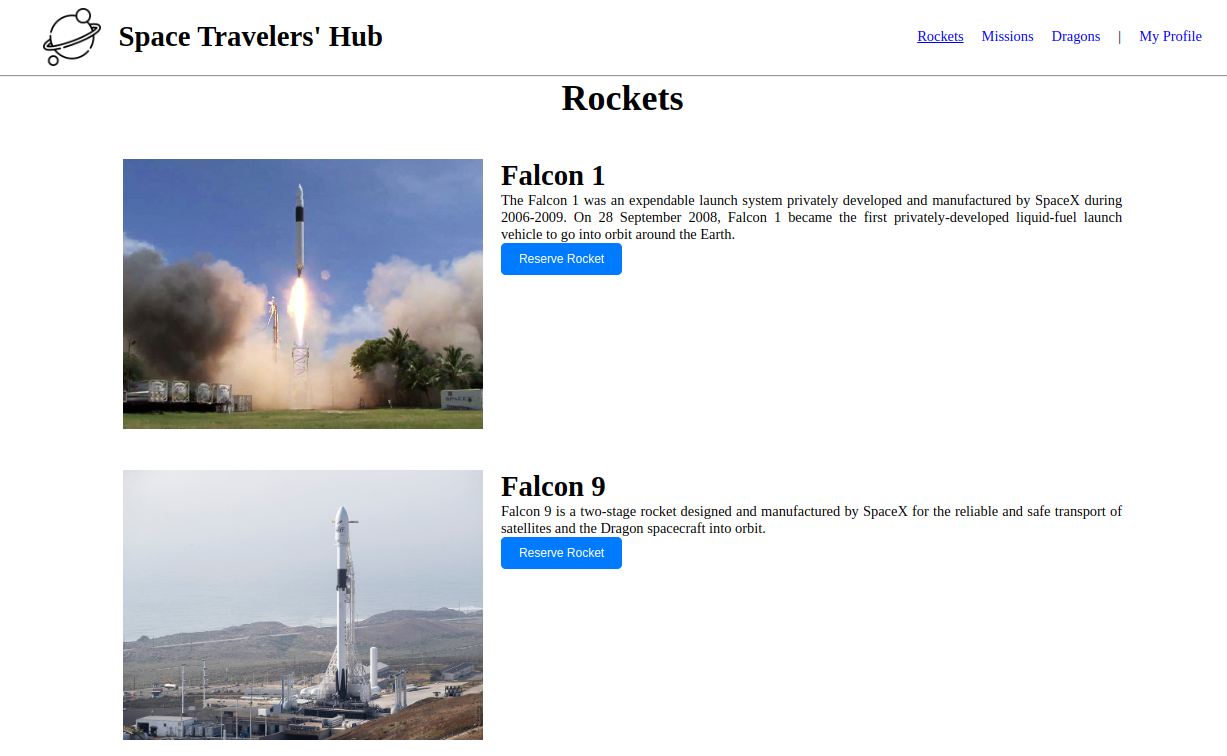 Space Travelers' Hub
Rockets Missions Dragons | My Profile
Rockets
Falcon 1
The Falcon 1 was an expendable launch system privately developed and manufactured by SpaceX during
2006-2009. On 28 September 2008, Falcon 1 became the first privately-developed liquid-fuel launch
vehicle to go into orbit around the Earth.
Reserve Rocket
SPACEX
Falcon 9
Falcon 9 is a two-stage rocket designed and manufactured by SpaceX for the reliable and safe transport of
satellites and the Dragon spacecraft into orbit.
Reserve Rocket